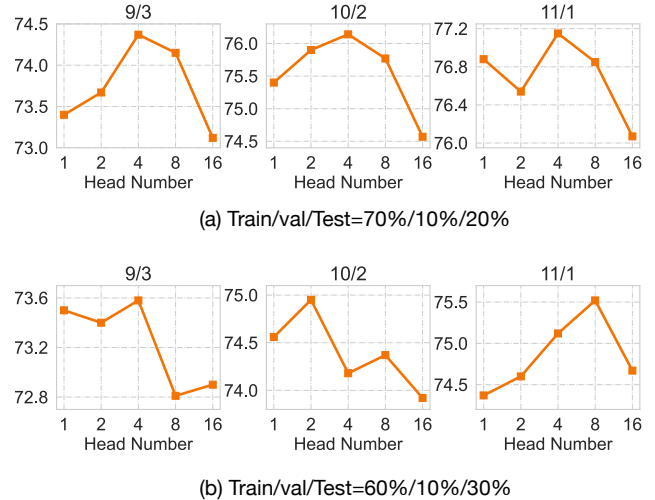 9/3 10/2 11/1
74.5
74.0
73.5
73.0
1 2 4 8 16
Head Number
76.0
75.5
75.0
74.5
1 2 4 8 16
Head Number
77.2
76.8
76.4
76.0
1 2 4 8 16
Head Number
(a) Train/val/Test=70%/10%/20%
9/3 10/2 11/1
73.6
73.2
72.8
1 2 4 8 16
Head Number
75.0
74.5
74.0
1 2 4 8 16
Head Number
75.5
75.0
74.5
1 2 4 8 16
Head Number
(b) Train/val/Test=60%/10%/30%